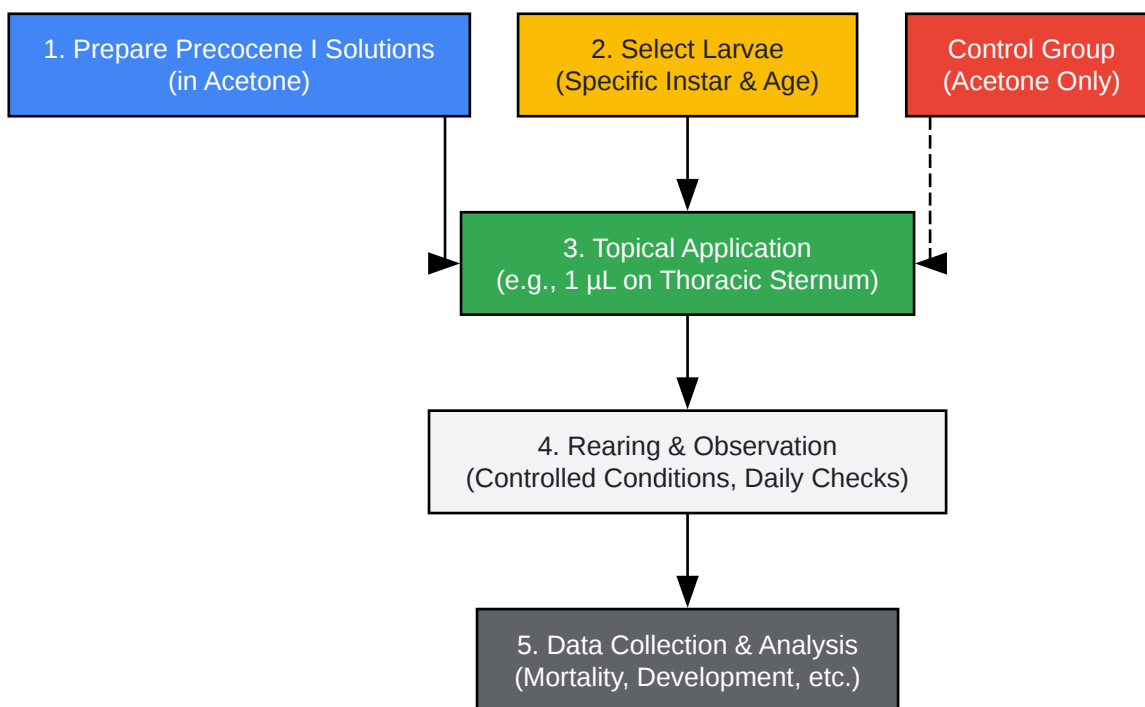 1. Prepare Precocene I Solutions
(in Acetone)
2. Select Larvae
(Specific Instar & Age)
Control Group
(Acetone Only)
3. Topical Application
(e.g., 1 µL on Thoracic Sternum)
4. Rearing & Observation
(Controlled Conditions, Daily Checks)
5. Data Collection & Analysis
(Mortality, Development, etc.)